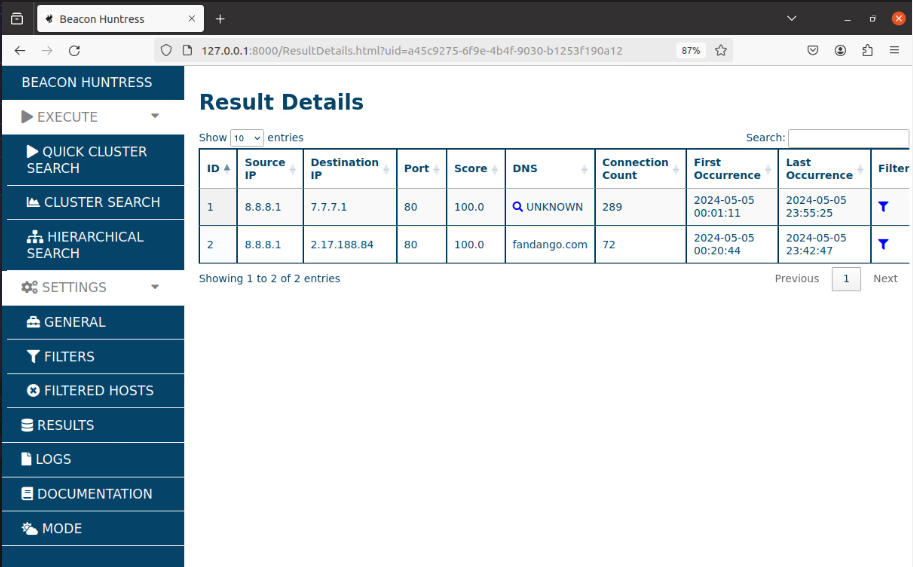 Beacon Huntress
127.0.0.1:8000/ResultDetails.html?uid=a45c9275-6f9e-4b4f-9030-b1253f190a12
87%
BEACON HUNTRESS
EXECUTE
QUICK CLUSTER
SEARCH
CLUSTER SEARCH
HIERARCHICAL
SEARCH
SETTINGS
GENERAL
FILTERS
FILTERED HOSTS
RESULTS
LOGS
DOCUMENTATION
MODE
Result Details
Show 10 entries
Search:
ID Source IP Destination IP Port Score DNS Connection Count First Occurrence Last Occurrence Filter
1 8.8.8.1 7.7.7.1 80 100.0 UNKNOWN 289 2024-05-05 00:01:11 2024-05-05 23:55:25
2 8.8.8.1 2.17.188.84 80 100.0 fandango.com 72 2024-05-05 00:20:44 2024-05-05 23:42:47
Showing 1 to 2 of 2 entries
Previous 1 Next